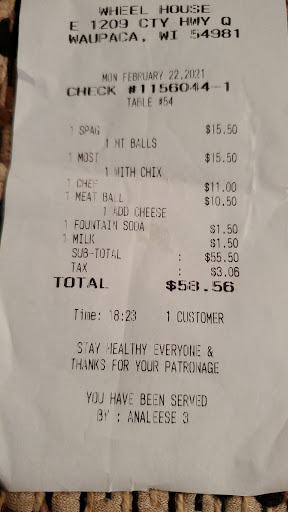 WHEEL HOUSE
E 1209 CTY HWY Q
WAUPACA, WI 54981
MON FEBRUARY 22,2021
CHECK #1156044-1
TABLE #54
1 SPAG $15.50
1 MT BALLS
1 MOST $15.50
1 WITH CHIX
1 CHEF $11.00
1 MEAT BALL $10.50
1 ADD CHEESE
1 FOUNTAIN SODA $1.50
1 MILK $1.50
SUB-TOTAL : $55.50
TAX : $3.06
TOTAL $58.56
Time: 18:23 1 CUSTOMER
STAY HEALTHY EVERYONE &
THANKS FOR YOUR PATRONAGE
YOU HAVE BEEN SERVED
BY : ANALEESE 3